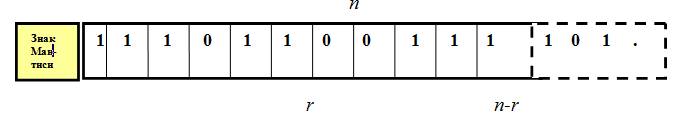 n
Знак
Ман-
тиси
1 1 1 0 1 1 0 0 1 1 1 1 0 1 .
r n-r